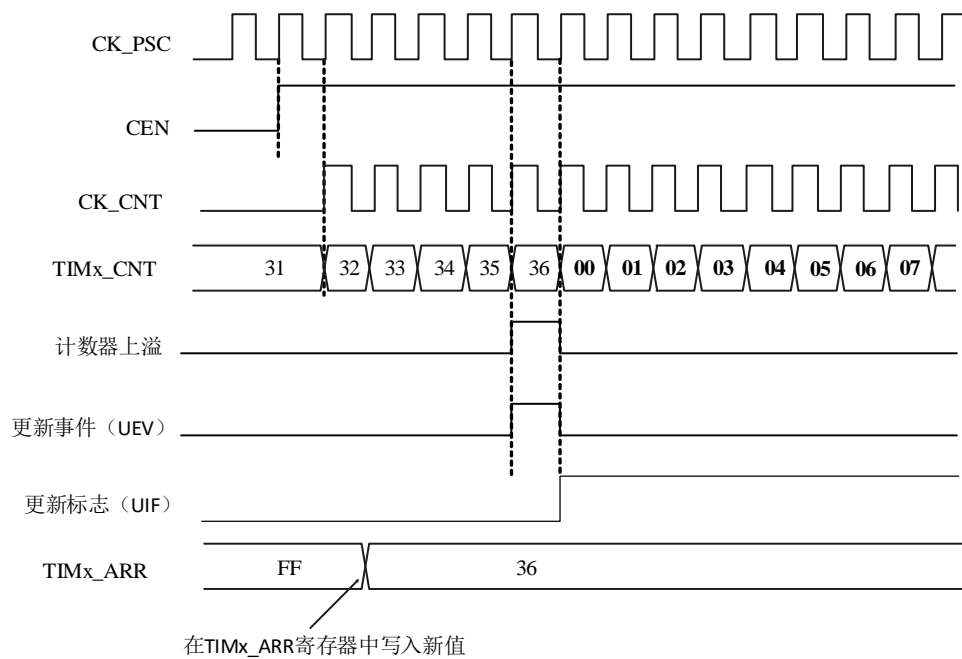 CK_PSC
CEN
CK_CNT
TIMx_CNT 31 32 33 34 35 36 00 01 02 03 04 05 06 07
计数器上溢
更新事件（UEV）
更新标志（UIF）
TIMx_ARR FF 36
在TIMx_ARR寄存器中写入新值